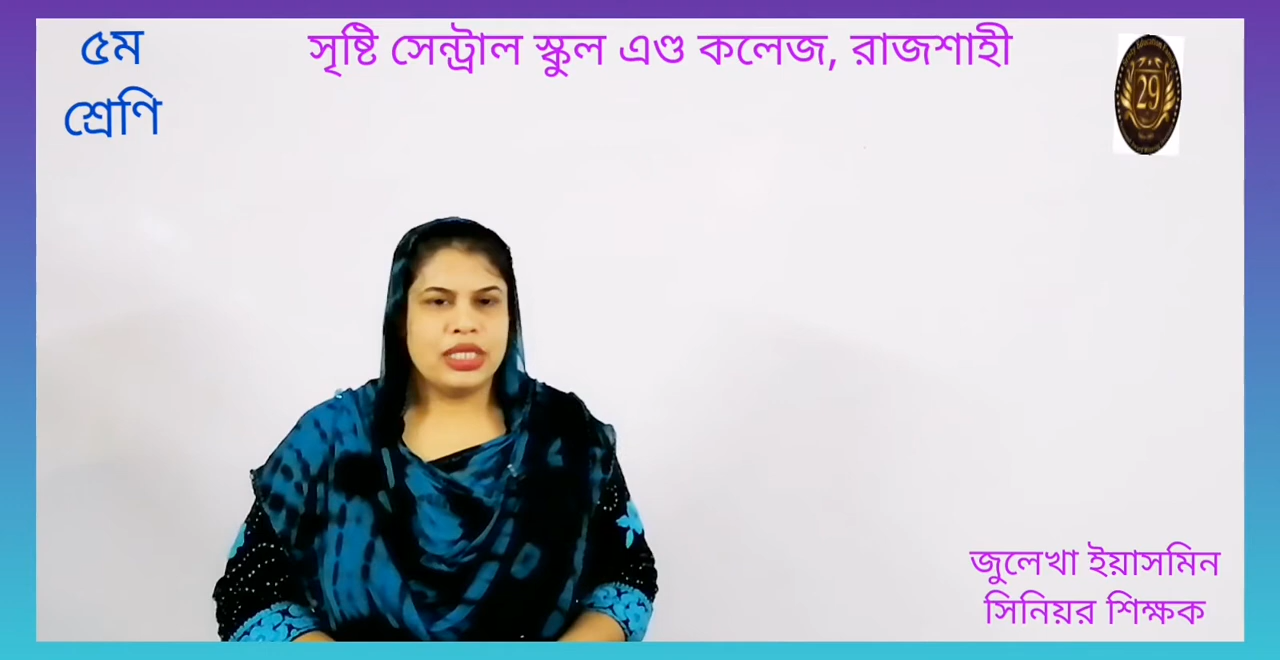 ৫ম
শ্রেণি
সৃষ্টি সেন্ট্রাল স্কুল এণ্ড কলেজ, রাজশাহী
29
জুলেখা ইয়াসমিন
সিনিয়র শিক্ষক